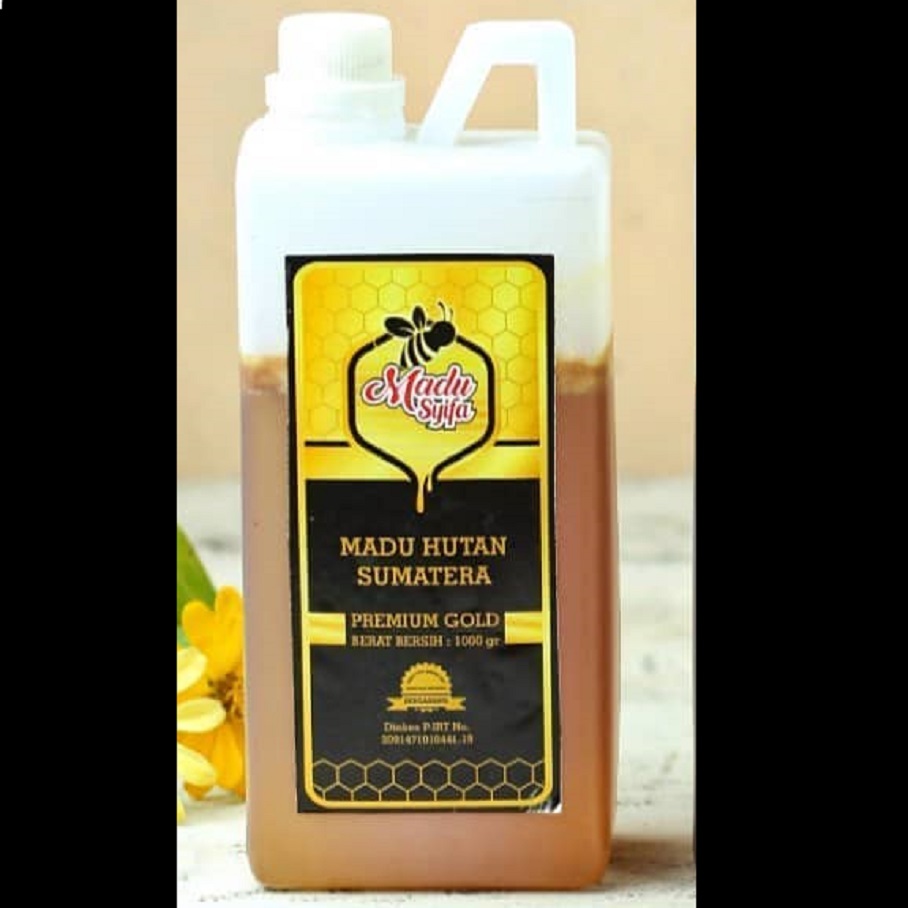 Madu
Syifa
MADU HUTAN
SUMATERA
PREMIUM GOLD
BERAT BERSIH : 1000 gr
Dinkes P-IRT No.